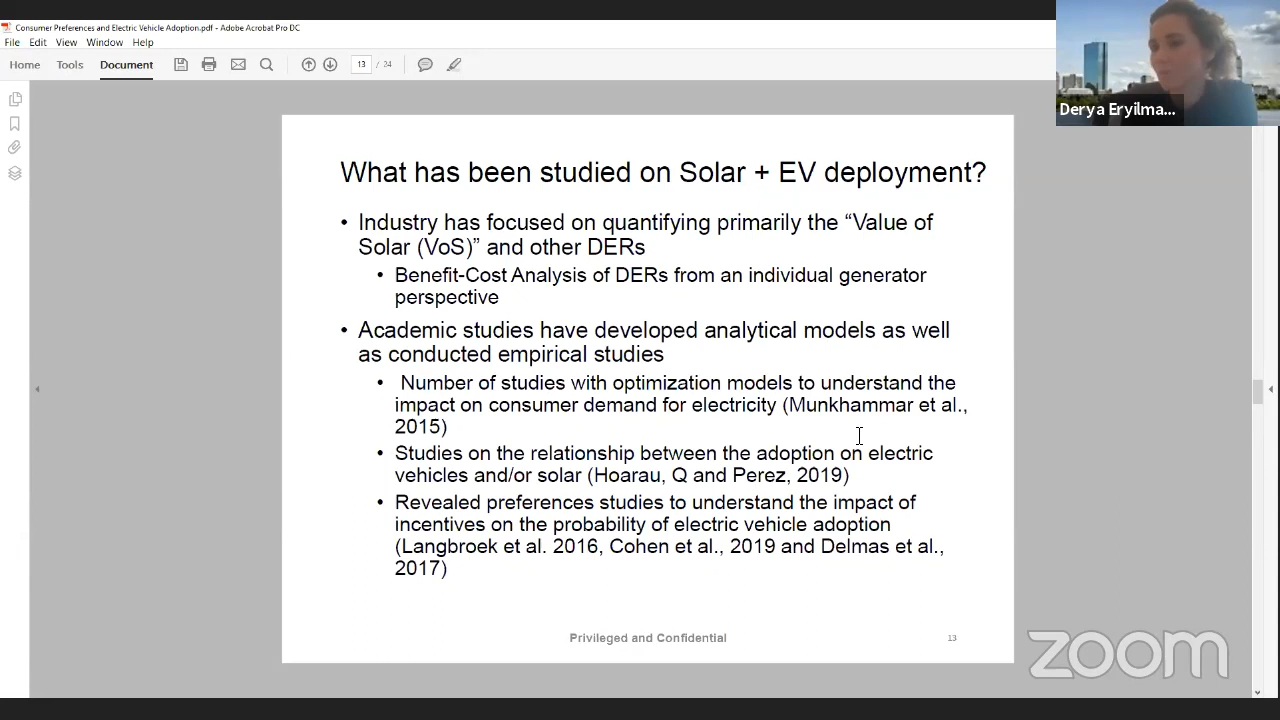 Consumer Preferences and Electric Vehicle Adoption.pdf - Adobe Acrobat Pro DC
File Edit View Window Help
Home Tools Document 13 / 24
Derya Eryilma...
What has been studied on Solar + EV deployment?
• Industry has focused on quantifying primarily the “Value of
Solar (VoS)” and other DERs
• Benefit-Cost Analysis of DERs from an individual generator
perspective
• Academic studies have developed analytical models as well
as conducted empirical studies
• Number of studies with optimization models to understand the
impact on consumer demand for electricity (Munkhammar et al.,
2015)
• Studies on the relationship between the adoption on electric
vehicles and/or solar (Hoarau, Q and Perez, 2019)
• Revealed preferences studies to understand the impact of
incentives on the probability of electric vehicle adoption
(Langbroek et al. 2016, Cohen et al., 2019 and Delmas et al.,
2017)
Privileged and Confidential 13
zoom